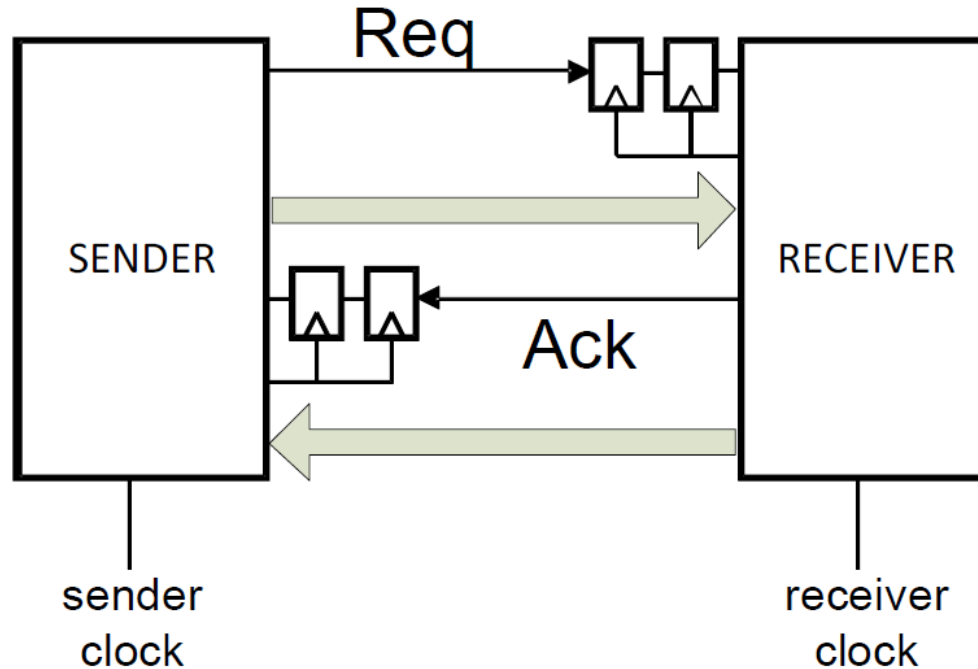 Req
SENDER
RECEIVER
Ack
sender
clock
receiver
clock